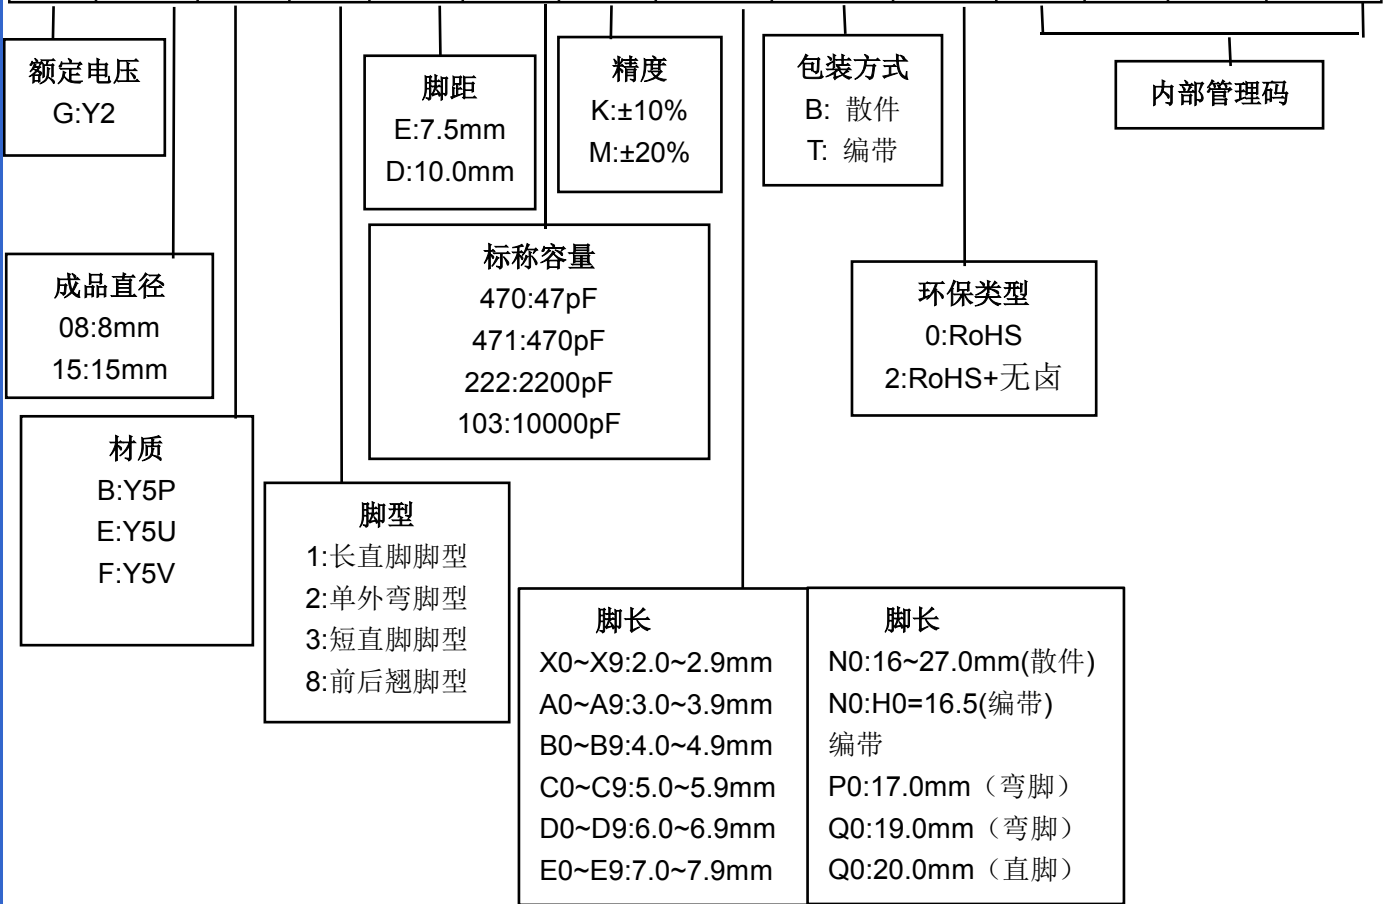 额定电压
G:Y2
脚距
E:7.5mm
D:10.0mm
精度
K:±10%
M:±20%
包装方式
B: 散件
T: 编带
内部管理码
成品直径
08:8mm
15:15mm
标称容量
470:47pF
471:470pF
222:2200pF
103:10000pF
环保类型
0:RoHS
2:RoHS+无卤
材质
B:Y5P
E:Y5U
F:Y5V
脚型
1:长直脚脚型
2:单外弯脚型
3:短直脚脚型
8:前后翘脚型
脚长
X0~X9:2.0~2.9mm
A0~A9:3.0~3.9mm
B0~B9:4.0~4.9mm
C0~C9:5.0~5.9mm
D0~D9:6.0~6.9mm
E0~E9:7.0~7.9mm
脚长
N0:16~27.0mm(散件)
N0:H0=16.5(编带)
编带
P0:17.0mm（弯脚）
Q0:19.0mm（弯脚）
Q0:20.0mm（直脚）